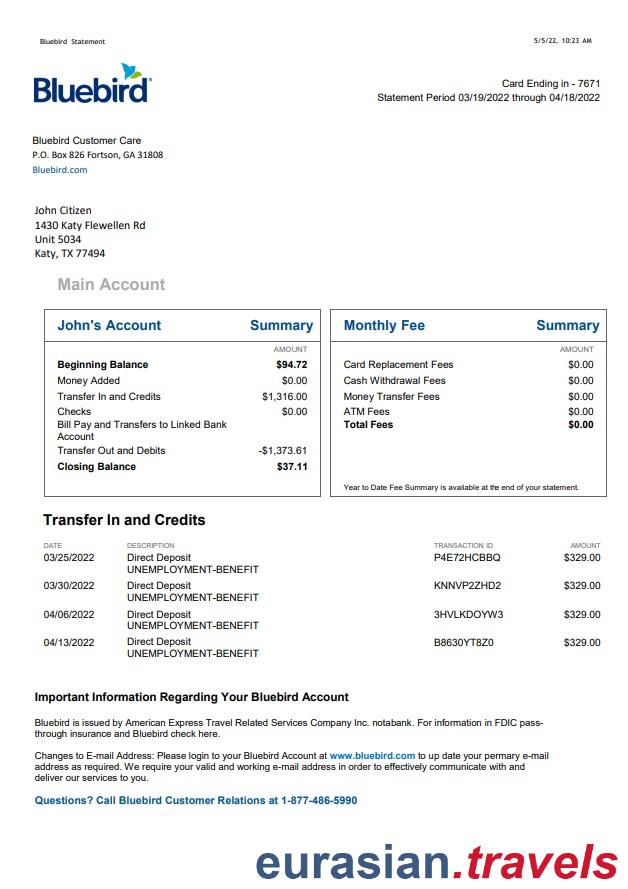 Bluebird Statement
5/5/22, 10:23 AM
Bluebird®
Card Ending in - 7671
Statement Period 03/19/2022 through 04/18/2022
Bluebird Customer Care
P.O. Box 826 Fortson, GA 31808
Bluebird.com
John Citizen
1430 Katy Flewellen Rd
Unit 5034
Katy, TX 77494
Main Account
John's Account Summary
AMOUNT
Beginning Balance $94.72
Money Added $0.00
Transfer In and Credits $1,316.00
Checks $0.00
Bill Pay and Transfers to Linked Bank
Account
Transfer Out and Debits -$1,373.61
Closing Balance $37.11
Monthly Fee Summary
AMOUNT
Card Replacement Fees $0.00
Cash Withdrawal Fees $0.00
Money Transfer Fees $0.00
ATM Fees $0.00
Total Fees $0.00
Year to Date Fee Summary is available at the end of your statement.
Transfer In and Credits
DATE DESCRIPTION TRANSACTION ID AMOUNT
03/25/2022 Direct Deposit P4E72HCBBQ $329.00
UNEMPLOYMENT-BENEFIT
03/30/2022 Direct Deposit KNNVP2ZHD2 $329.00
UNEMPLOYMENT-BENEFIT
04/06/2022 Direct Deposit 3HVLKDOYW3 $329.00
UNEMPLOYMENT-BENEFIT
04/13/2022 Direct Deposit B8630YT8Z0 $329.00
UNEMPLOYMENT-BENEFIT
Important Information Regarding Your Bluebird Account
Bluebird is issued by American Express Travel Related Services Company Inc. notabank. For information in FDIC pass-
through insurance and Bluebird check here.
Changes to E-mail Address: Please login to your Bluebird Account at www.bluebird.com to up date your permary e-mail
address as required. We require your valid and working e-mail address in order to effectively communicate with and
deliver our services to you.
Questions? Call Bluebird Customer Relations at 1-877-486-5990
eurasian.travels